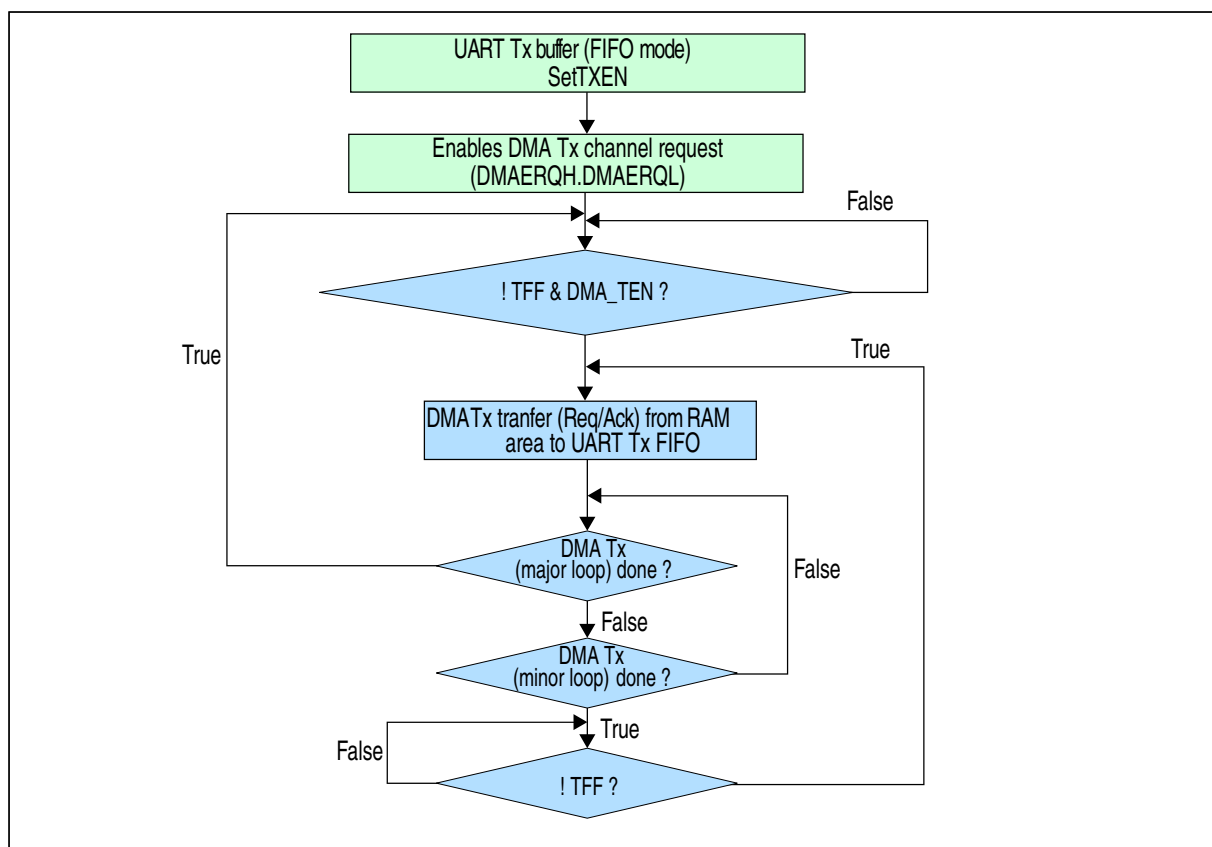 UART Tx buffer (FIFO mode)
SetTXEN
Enables DMA Tx channel request
(DMAERQH.DMAERQL)
False
! TFF & DMA_TEN ?
True
True
DMATx tranfer (Req/Ack) from RAM
area to UART Tx FIFO
DMA Tx
(major loop) done ?
False
False
DMA Tx
(minor loop) done ?
True
False
! TFF ?